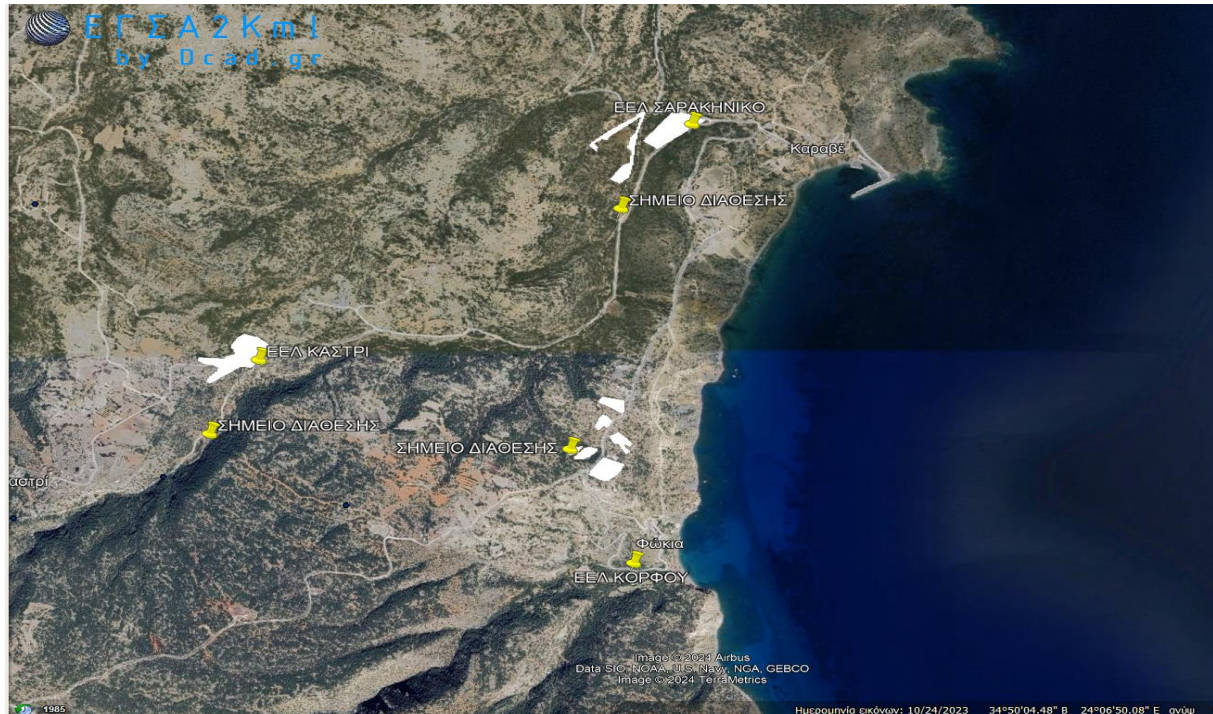 ΕΓΣΑ2Kml
by Dcad.gr
ΕΕΛ ΣΑΡΑΚΗΝΙΚΟ
Καραβέ
ΣΗΜΕΙΟ ΔΙΑΘΕΣΗΣ
ΕΕΛ ΚΑΣΤΡΙ
ΣΗΜΕΙΟ ΔΙΑΘΕΣΗΣ
ΣΗΜΕΙΟ ΔΙΑΘΕΣΗΣ
αστρί
Φώκια
ΕΕΛ ΚΟΡΦΟΥ
Image © 2024 Airbus
Data SIO, NOAA, U.S. Navy, NGA, GEBCO
Image © 2024 TerraMetrics
1985
Ημερομηνία εικόνων: 10/24/2023 34°50'04.48" Β 24°06'50.08" Ε ανύψ